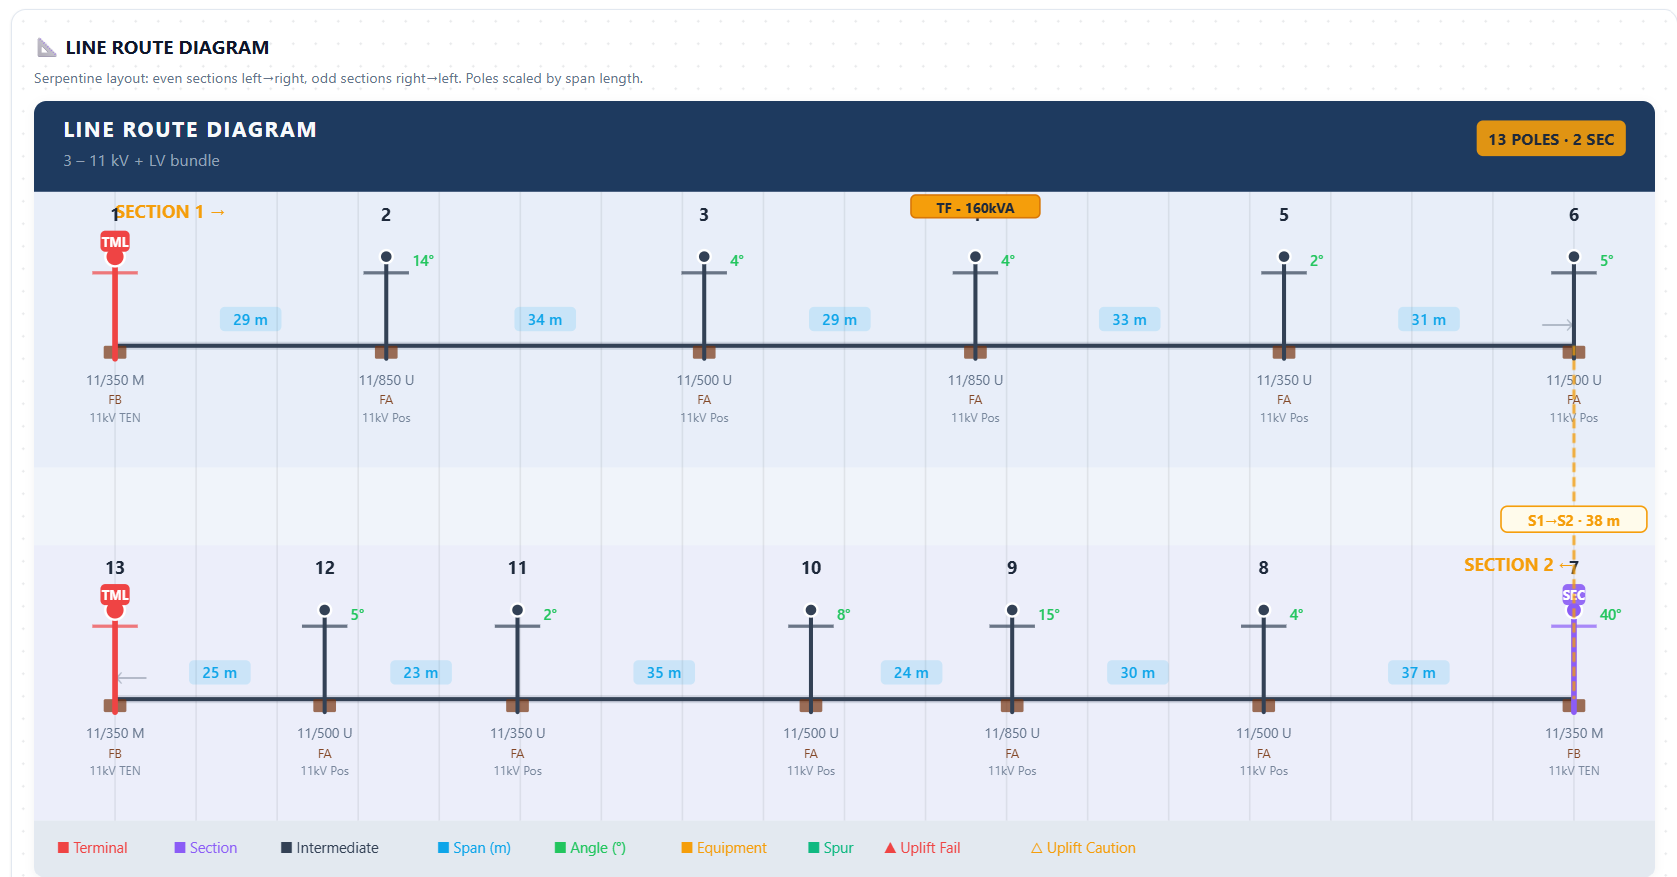 LINE ROUTE DIAGRAM
Serpentine layout: even sections left→right, odd sections right→left. Poles scaled by span length.
LINE ROUTE DIAGRAM
3 – 11 kV + LV bundle
13 POLES · 2 SEC
SECTION 1 →
1 2 3 TF - 160kVA 5 6
TML
14° 4° 4° 2° 5°
29 m 34 m 29 m 33 m 31 m
11/350 M 11/850 U 11/500 U 11/850 U 11/350 U 11/500 U
FB FA FA FA FA FA
11kV TEN 11kV Pos 11kV Pos 11kV Pos 11kV Pos 11kV Pos
S1→S2 · 38 m
SECTION 2 ←
13 12 11 10 9 8 7
TML SEC
5° 2° 8° 15° 4° 40°
25 m 23 m 35 m 24 m 30 m 37 m
11/350 M 11/500 U 11/350 U 11/500 U 11/850 U 11/500 U 11/350 M
FB FA FA FA FA FA FB
11kV TEN 11kV Pos 11kV Pos 11kV Pos 11kV Pos 11kV Pos 11kV TEN
Terminal Section Intermediate Span (m) Angle (°) Equipment Spur Uplift Fail Uplift Caution